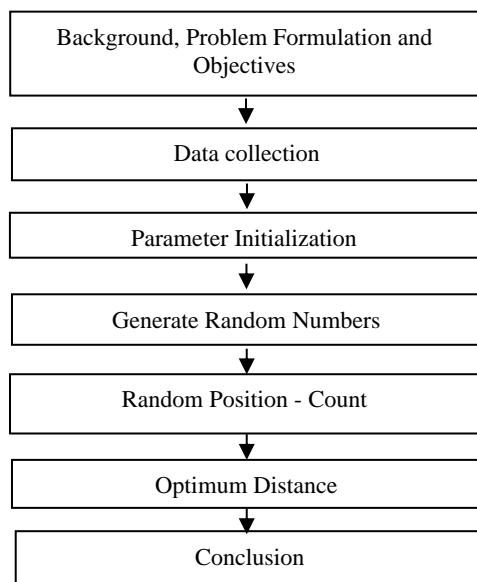 Background, Problem Formulation and
Objectives
Data collection
Parameter Initialization
Generate Random Numbers
Random Position - Count
Optimum Distance
Conclusion